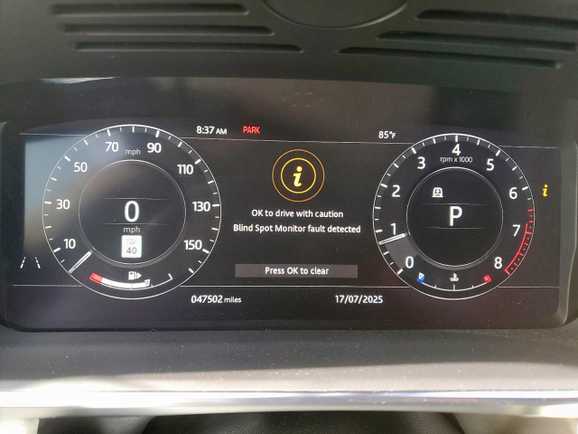 8:37 AM PARK 85°F
70 90
mph
50 110
30 130
10 150
0
mph
40
i
OK to drive with caution
Blind Spot Monitor fault detected
Press OK to clear
4
rpm x 1000
3 5
2 6
1 7
0 8
P
i
047502 miles 17/07/2025